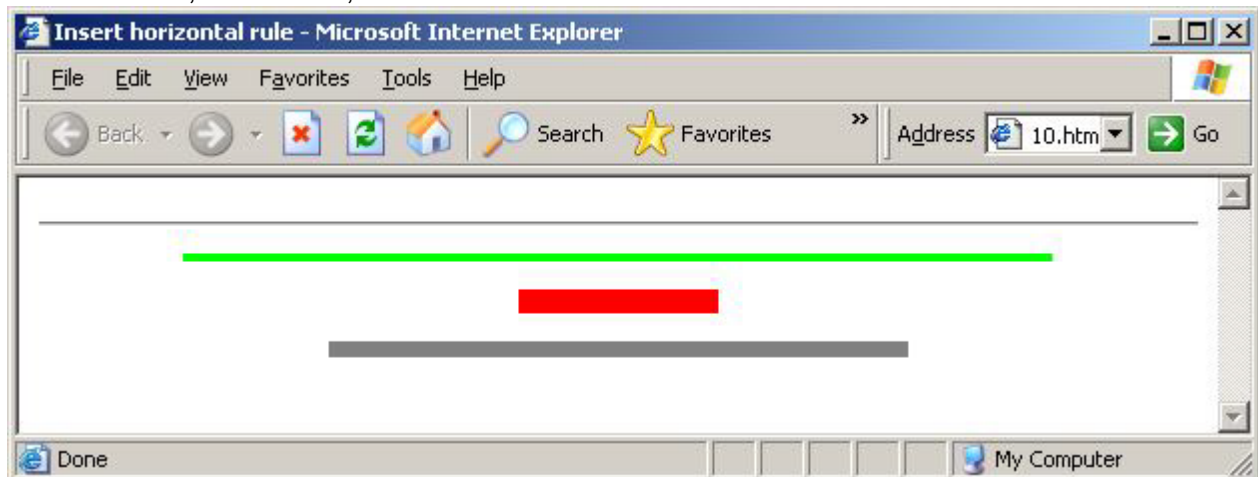 Insert horizontal rule - Microsoft Internet Explorer
File Edit View Favorites Tools Help
Back Search Favorites » Address 10.htm Go
Done My Computer